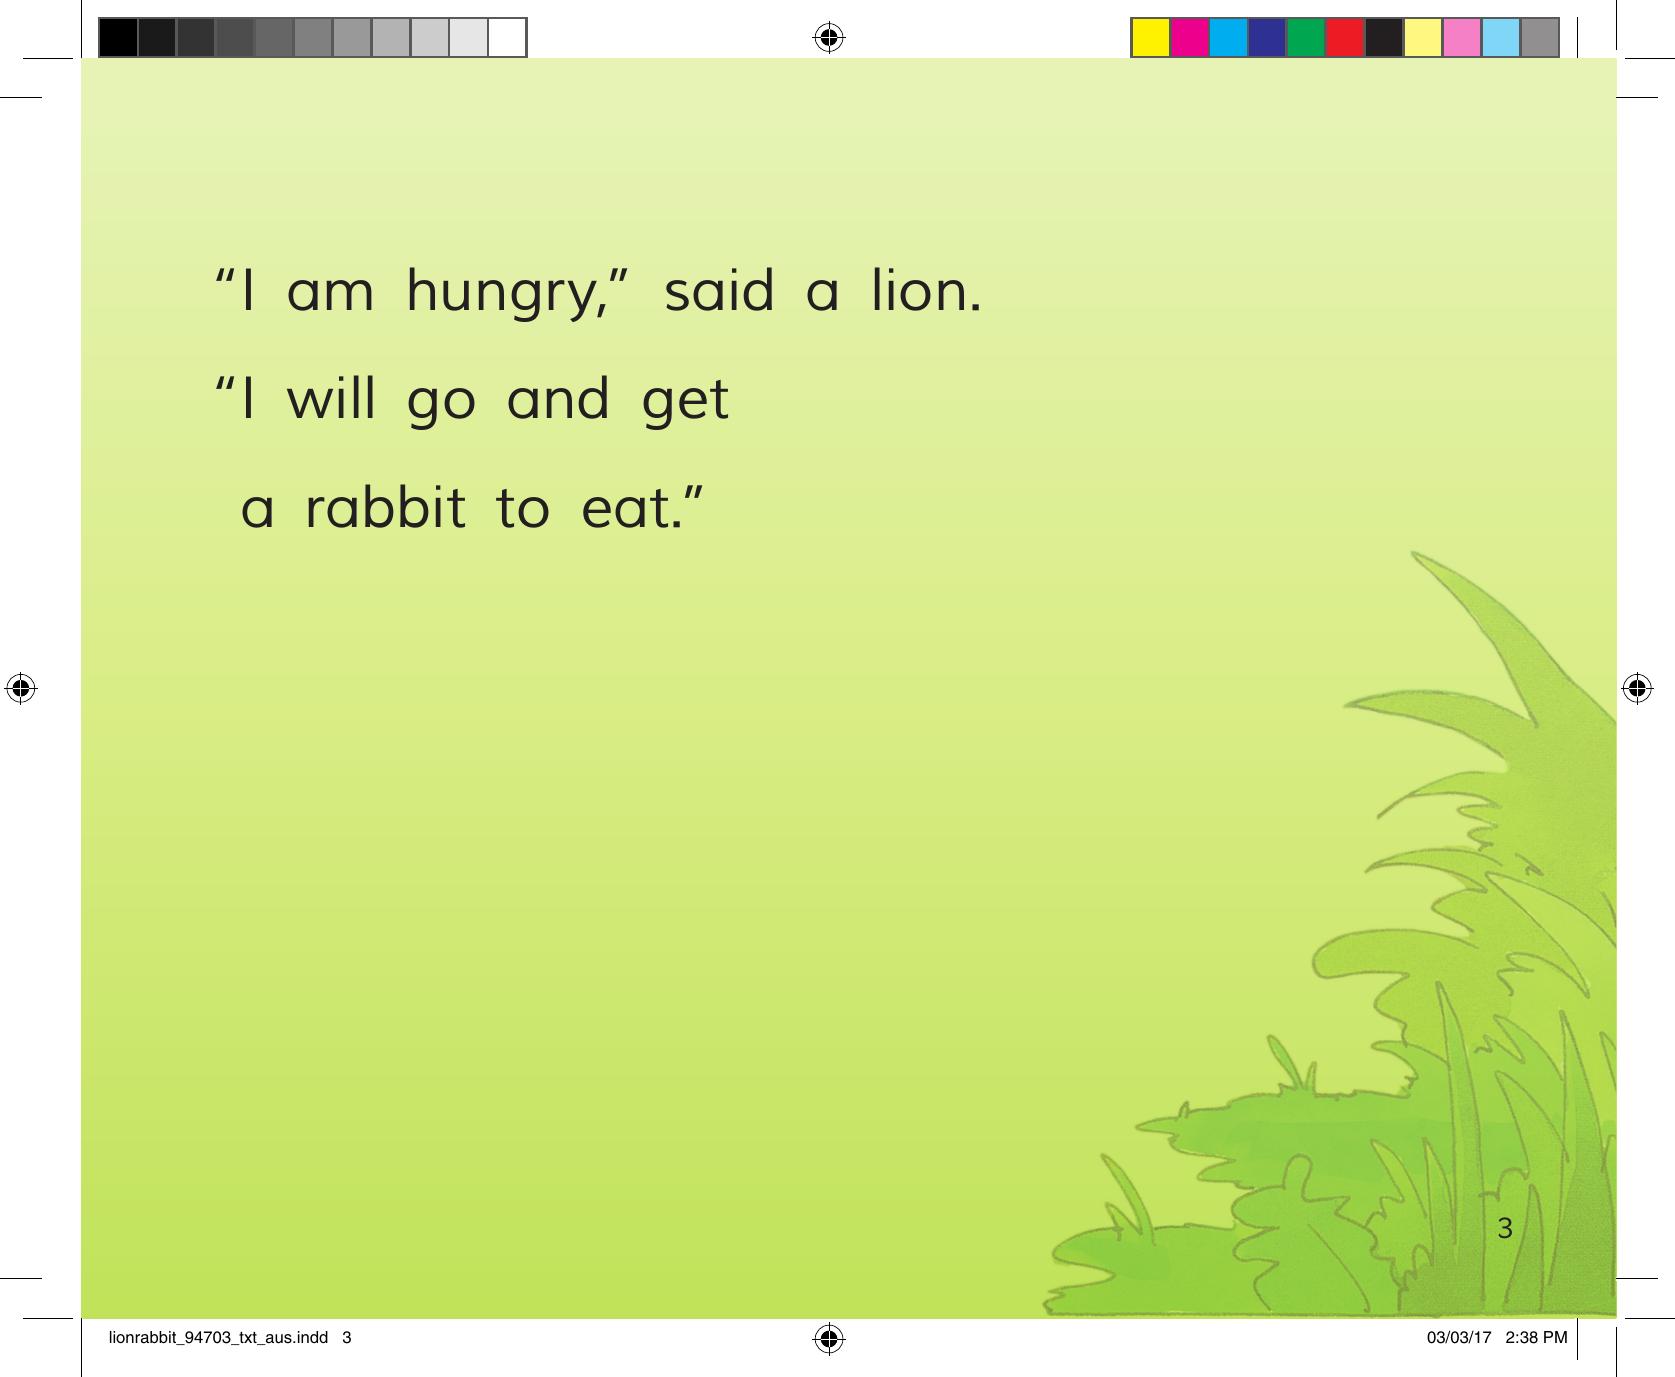 “I am hungry,” said a lion.
“I will go and get
a rabbit to eat.”
3
lionrabbit_94703_txt_aus.indd 3
03/03/17 2:38 PM